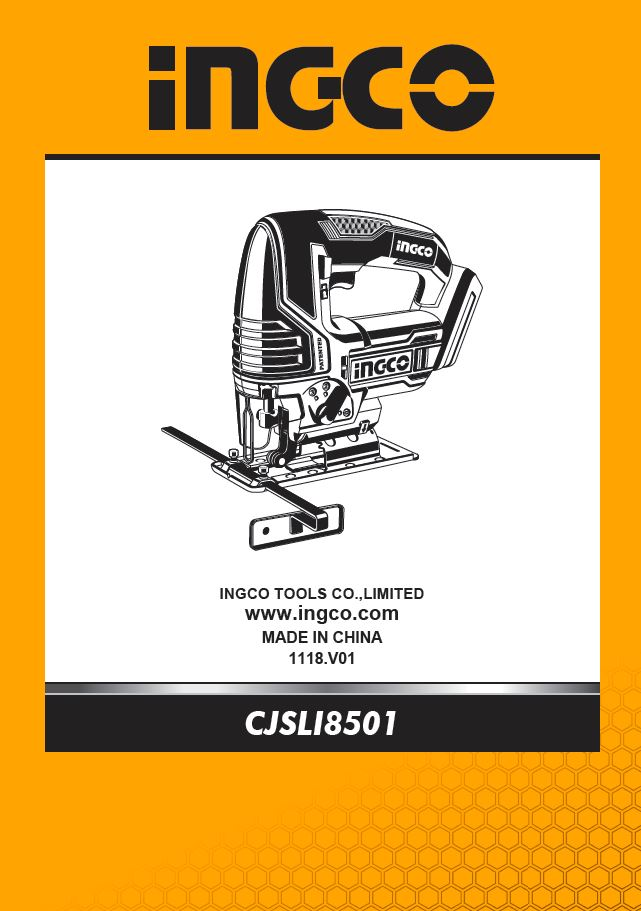 INGCO
INGCO
PATENTED
INGCO
INGCO TOOLS CO.,LIMITED
www.ingco.com
MADE IN CHINA
1118.V01
CJSLI8501